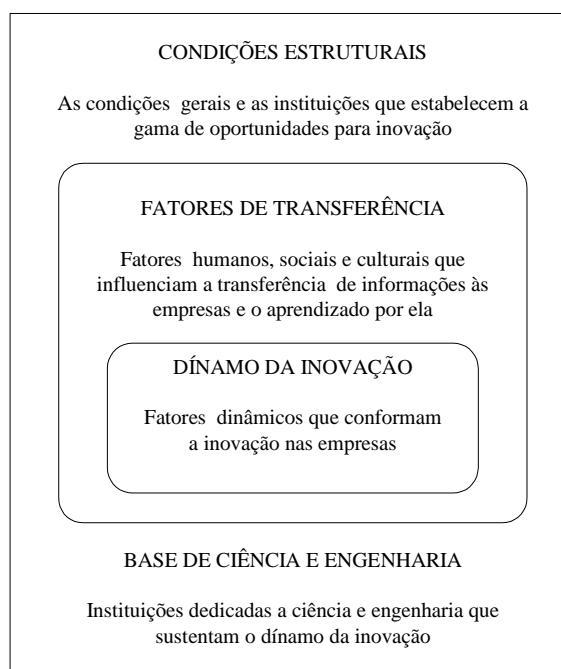 CONDIÇÕES ESTRUTURAIS
As condições gerais e as instituições que estabelecem a
gama de oportunidades para inovação
FATORES DE TRANSFERÊNCIA
Fatores humanos, sociais e culturais que
influenciam a transferência de informações às
empresas e o aprendizado por ela
DÍNAMO DA INOVAÇÃO
Fatores dinâmicos que conformam
a inovação nas empresas
BASE DE CIÊNCIA E ENGENHARIA
Instituições dedicadas a ciência e engenharia que
sustentam o dínamo da inovação